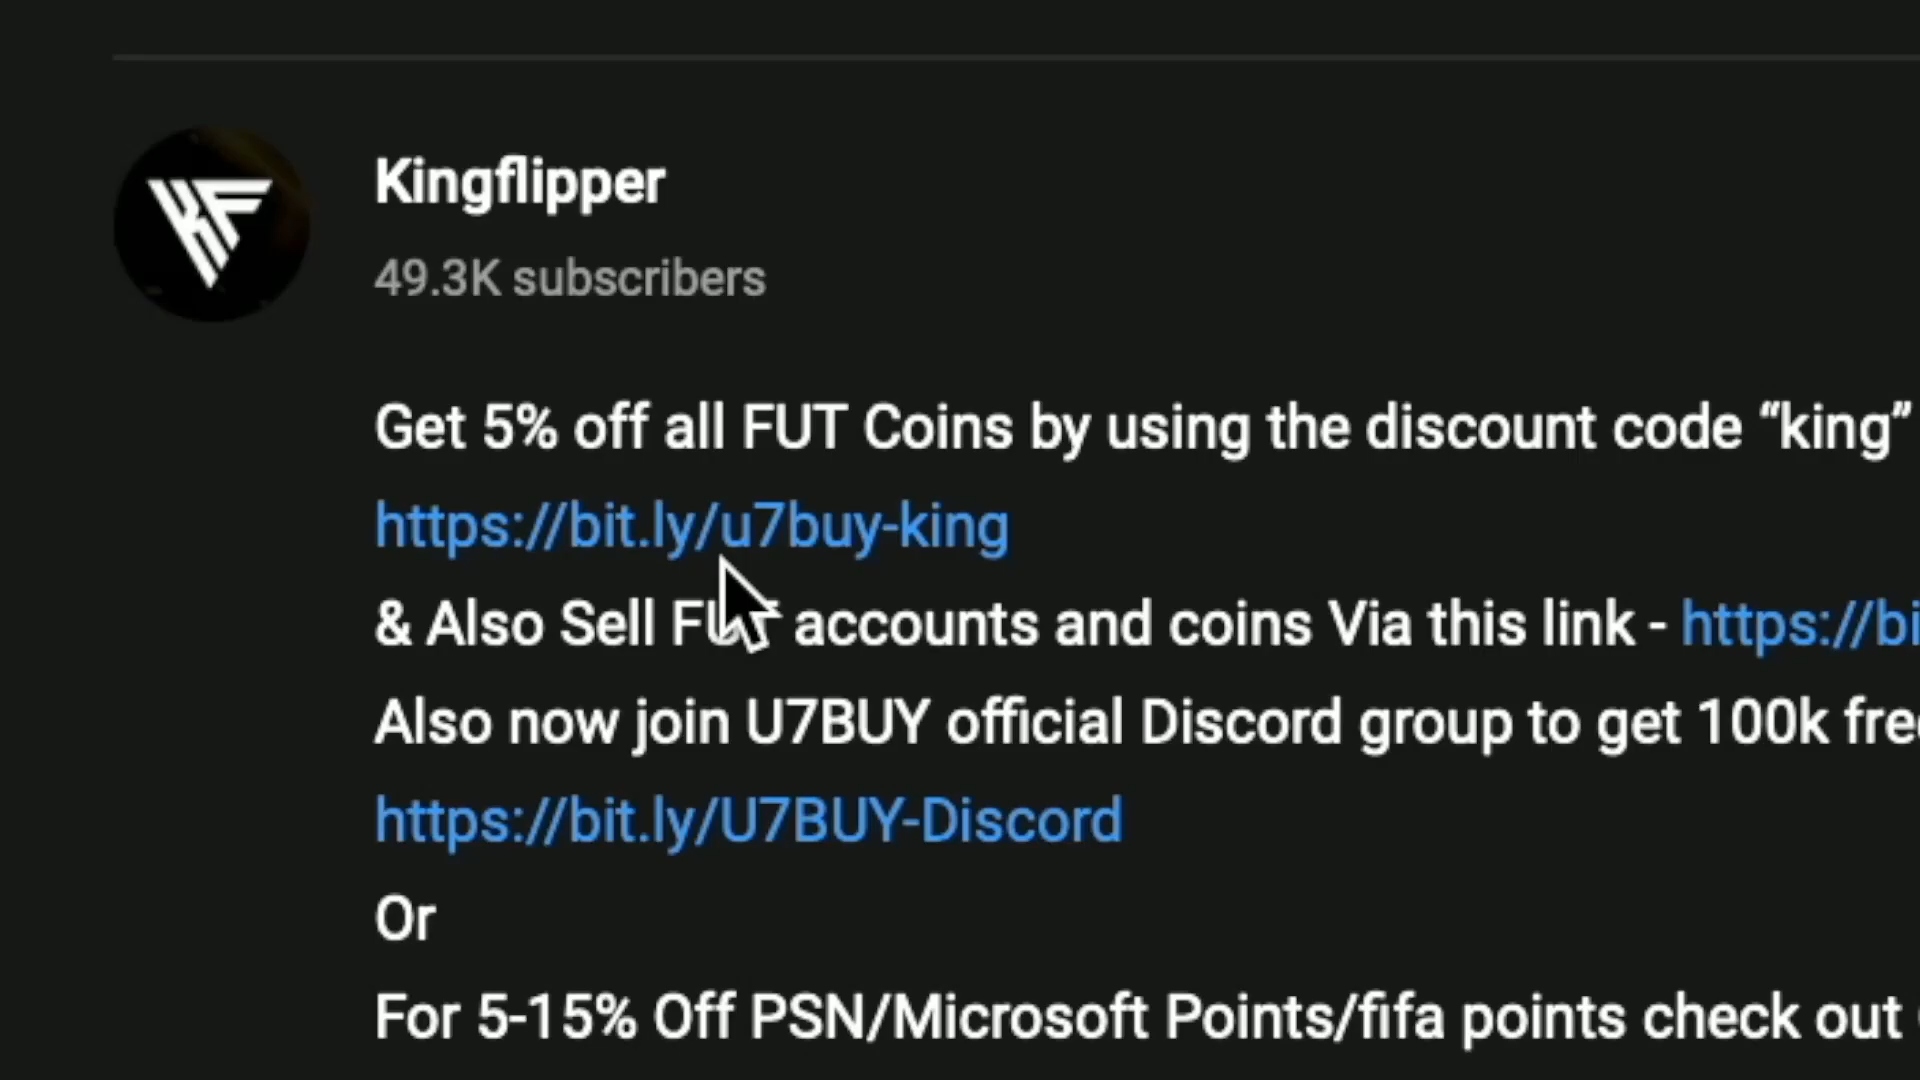 KF
Kingflipper
49.3K subscribers
Get 5% off all FUT Coins by using the discount code “king”
https://bit.ly/u7buy-king
& Also Sell FUT accounts and coins Via this link - https://bi
Also now join U7BUY official Discord group to get 100k free
https://bit.ly/U7BUY-Discord
Or
For 5-15% Off PSN/Microsoft Points/fifa points check out